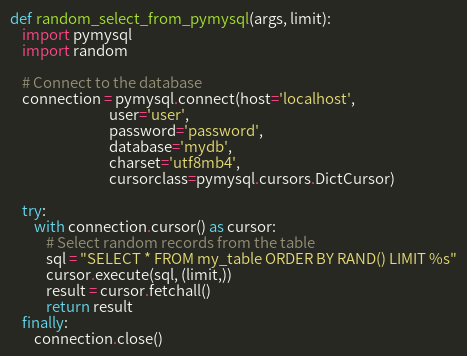 def random_select_from_pymysql(args, limit):
    import pymysql
    import random

    # Connect to the database
    connection = pymysql.connect(host='localhost',
                                 user='user',
                                 password='password',
                                 database='mydb',
                                 charset='utf8mb4',
                                 cursorclass=pymysql.cursors.DictCursor)

    try:
        with connection.cursor() as cursor:
            # Select random records from the table
            sql = "SELECT * FROM my_table ORDER BY RAND() LIMIT %s"
            cursor.execute(sql, (limit,))
            result = cursor.fetchall()
            return result
    finally:
        connection.close()